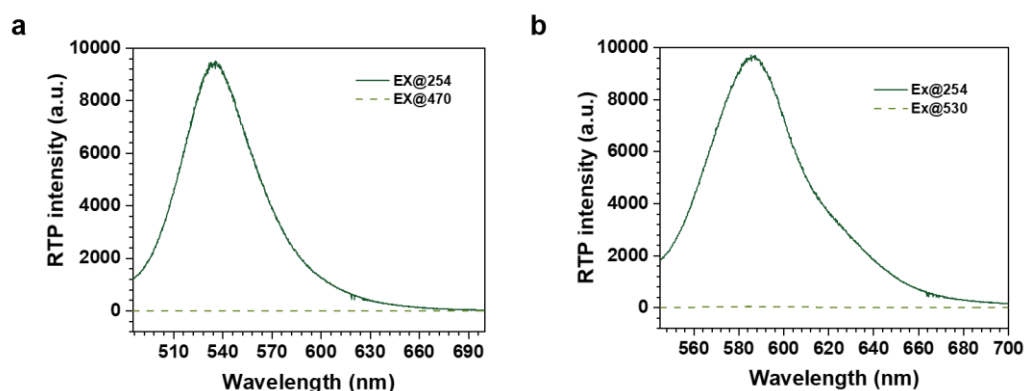 a
10000
8000
6000
4000
2000
0
RTP intensity (a.u.)
EX@254
EX@470
510 540 570 600 630 660 690
Wavelength (nm)
b
10000
8000
6000
4000
2000
0
RTP intensity (a.u.)
Ex@254
Ex@530
560 580 600 620 640 660 680 700
Wavelength (nm)